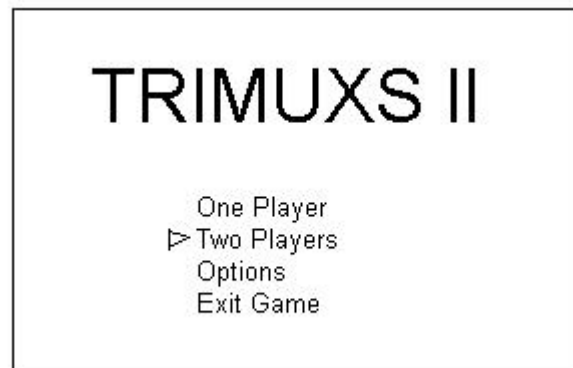 TRIMUXS II
One Player
Two Players
Options
Exit Game